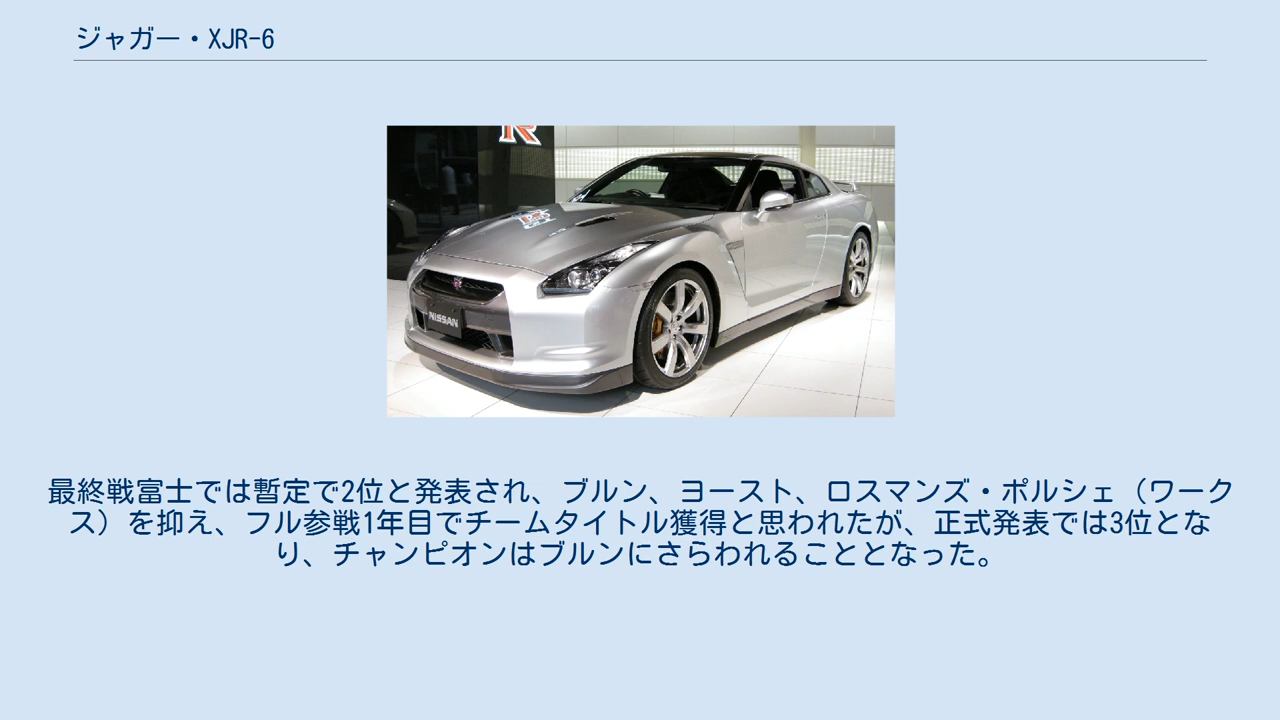 ジャガー・XJR-6
R
NISSAN
最終戦富士では暫定で2位と発表され、ブルン、ヨースト、ロスマンズ・ポルシェ（ワーク
ス）を抑え、フル参戦1年目でチームタイトル獲得と思われたが、正式発表では3位とな
り、チャンピオンはブルンにさらわれることとなった。